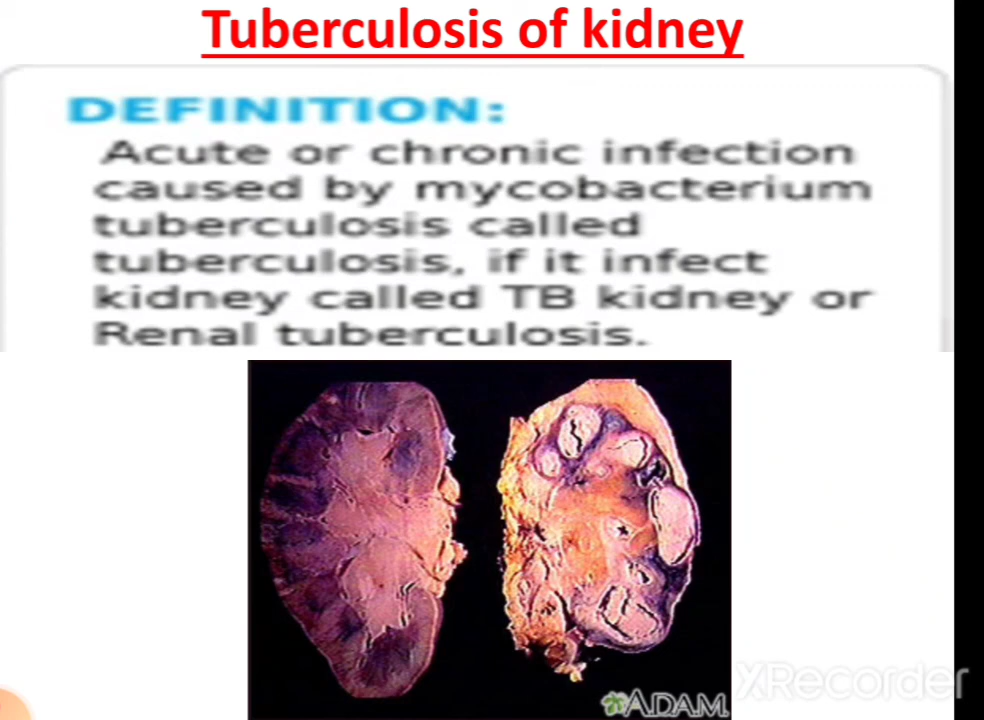 Tuberculosis of kidney
DEFINITION:
Acute or chronic infection
caused by mycobacterium
tuberculosis called
tuberculosis, if it infect
kidney called TB kidney or
Renal tuberculosis.
A.D.A.M.
XRecorder